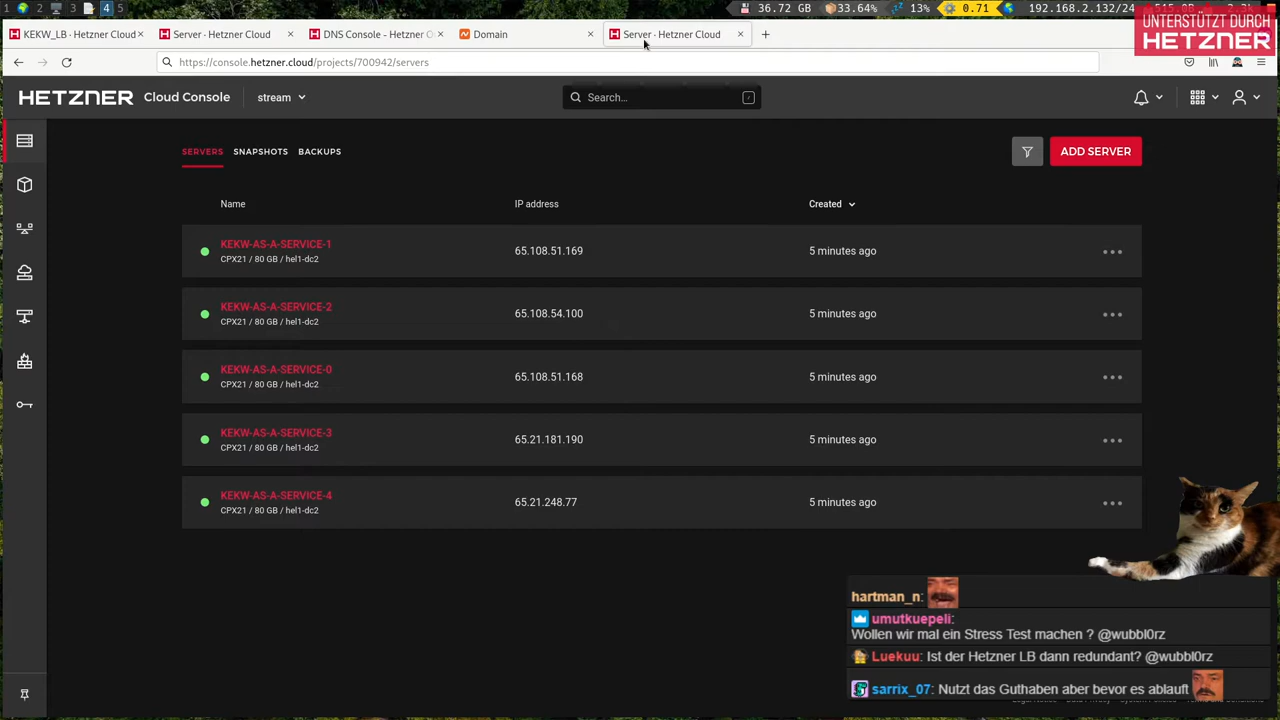 1 2 3 4 5
36.72 GB 33.64% 13% 0.71 192.168.2.132/24
UNTERSTÜTZT DURCH
HETZNER
KEKW_LB · Hetzner Cloud
Server · Hetzner Cloud
DNS Console - Hetzner O
Domain
Server · Hetzner Cloud
https://console.hetzner.cloud/projects/700942/servers
HETZNER Cloud Console stream Search... /
SERVERS SNAPSHOTS BACKUPS ADD SERVER
Name IP address Created
KEKW-AS-A-SERVICE-1
CPX21 / 80 GB / hel1-dc2
65.108.51.169 5 minutes ago
KEKW-AS-A-SERVICE-2
CPX21 / 80 GB / hel1-dc2
65.108.54.100 5 minutes ago
KEKW-AS-A-SERVICE-0
CPX21 / 80 GB / hel1-dc2
65.108.51.168 5 minutes ago
KEKW-AS-A-SERVICE-3
CPX21 / 80 GB / hel1-dc2
65.21.181.190 5 minutes ago
KEKW-AS-A-SERVICE-4
CPX21 / 80 GB / hel1-dc2
65.21.248.77 5 minutes ago
hartman_n:
umutkuepeli:
Wollen wir mal ein Stress Test machen ? @wubbl0rz
Luekuu: Ist der Hetzner LB dann redundant? @wubbl0rz
sarrix_07: Nutzt das Guthaben aber bevor es abläuft